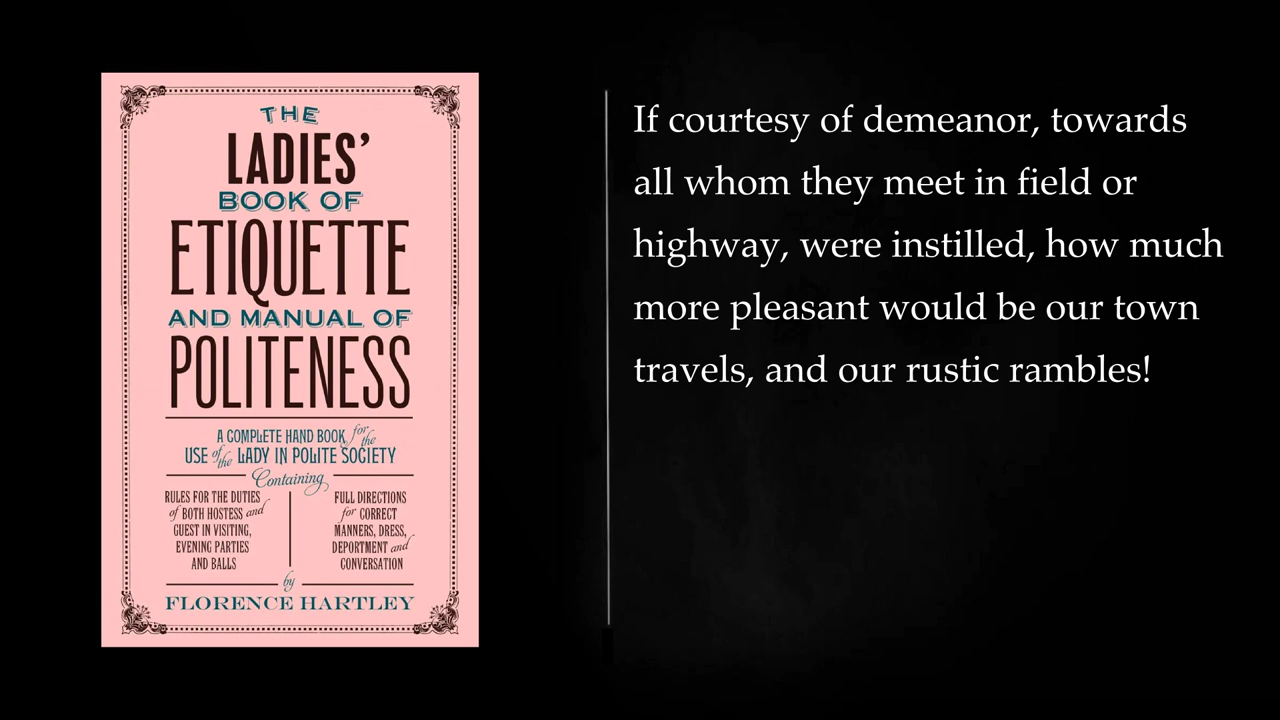 THE
LADIES'
BOOK OF
ETIQUETTE
AND MANUAL OF
POLITENESS
A COMPLETE HAND BOOK for the
USE of the LADY IN POLITE SOCIETY
Containing
RULES FOR THE DUTIES
of BOTH HOSTESS and
GUEST IN VISITING,
EVENING PARTIES
AND BALLS
FULL DIRECTIONS
for CORRECT
MANNERS, DRESS,
DEPORTMENT and
CONVERSATION
by
FLORENCE HARTLEY
If courtesy of demeanor, towards
all whom they meet in field or
highway, were instilled, how much
more pleasant would be our town
travels, and our rustic rambles!